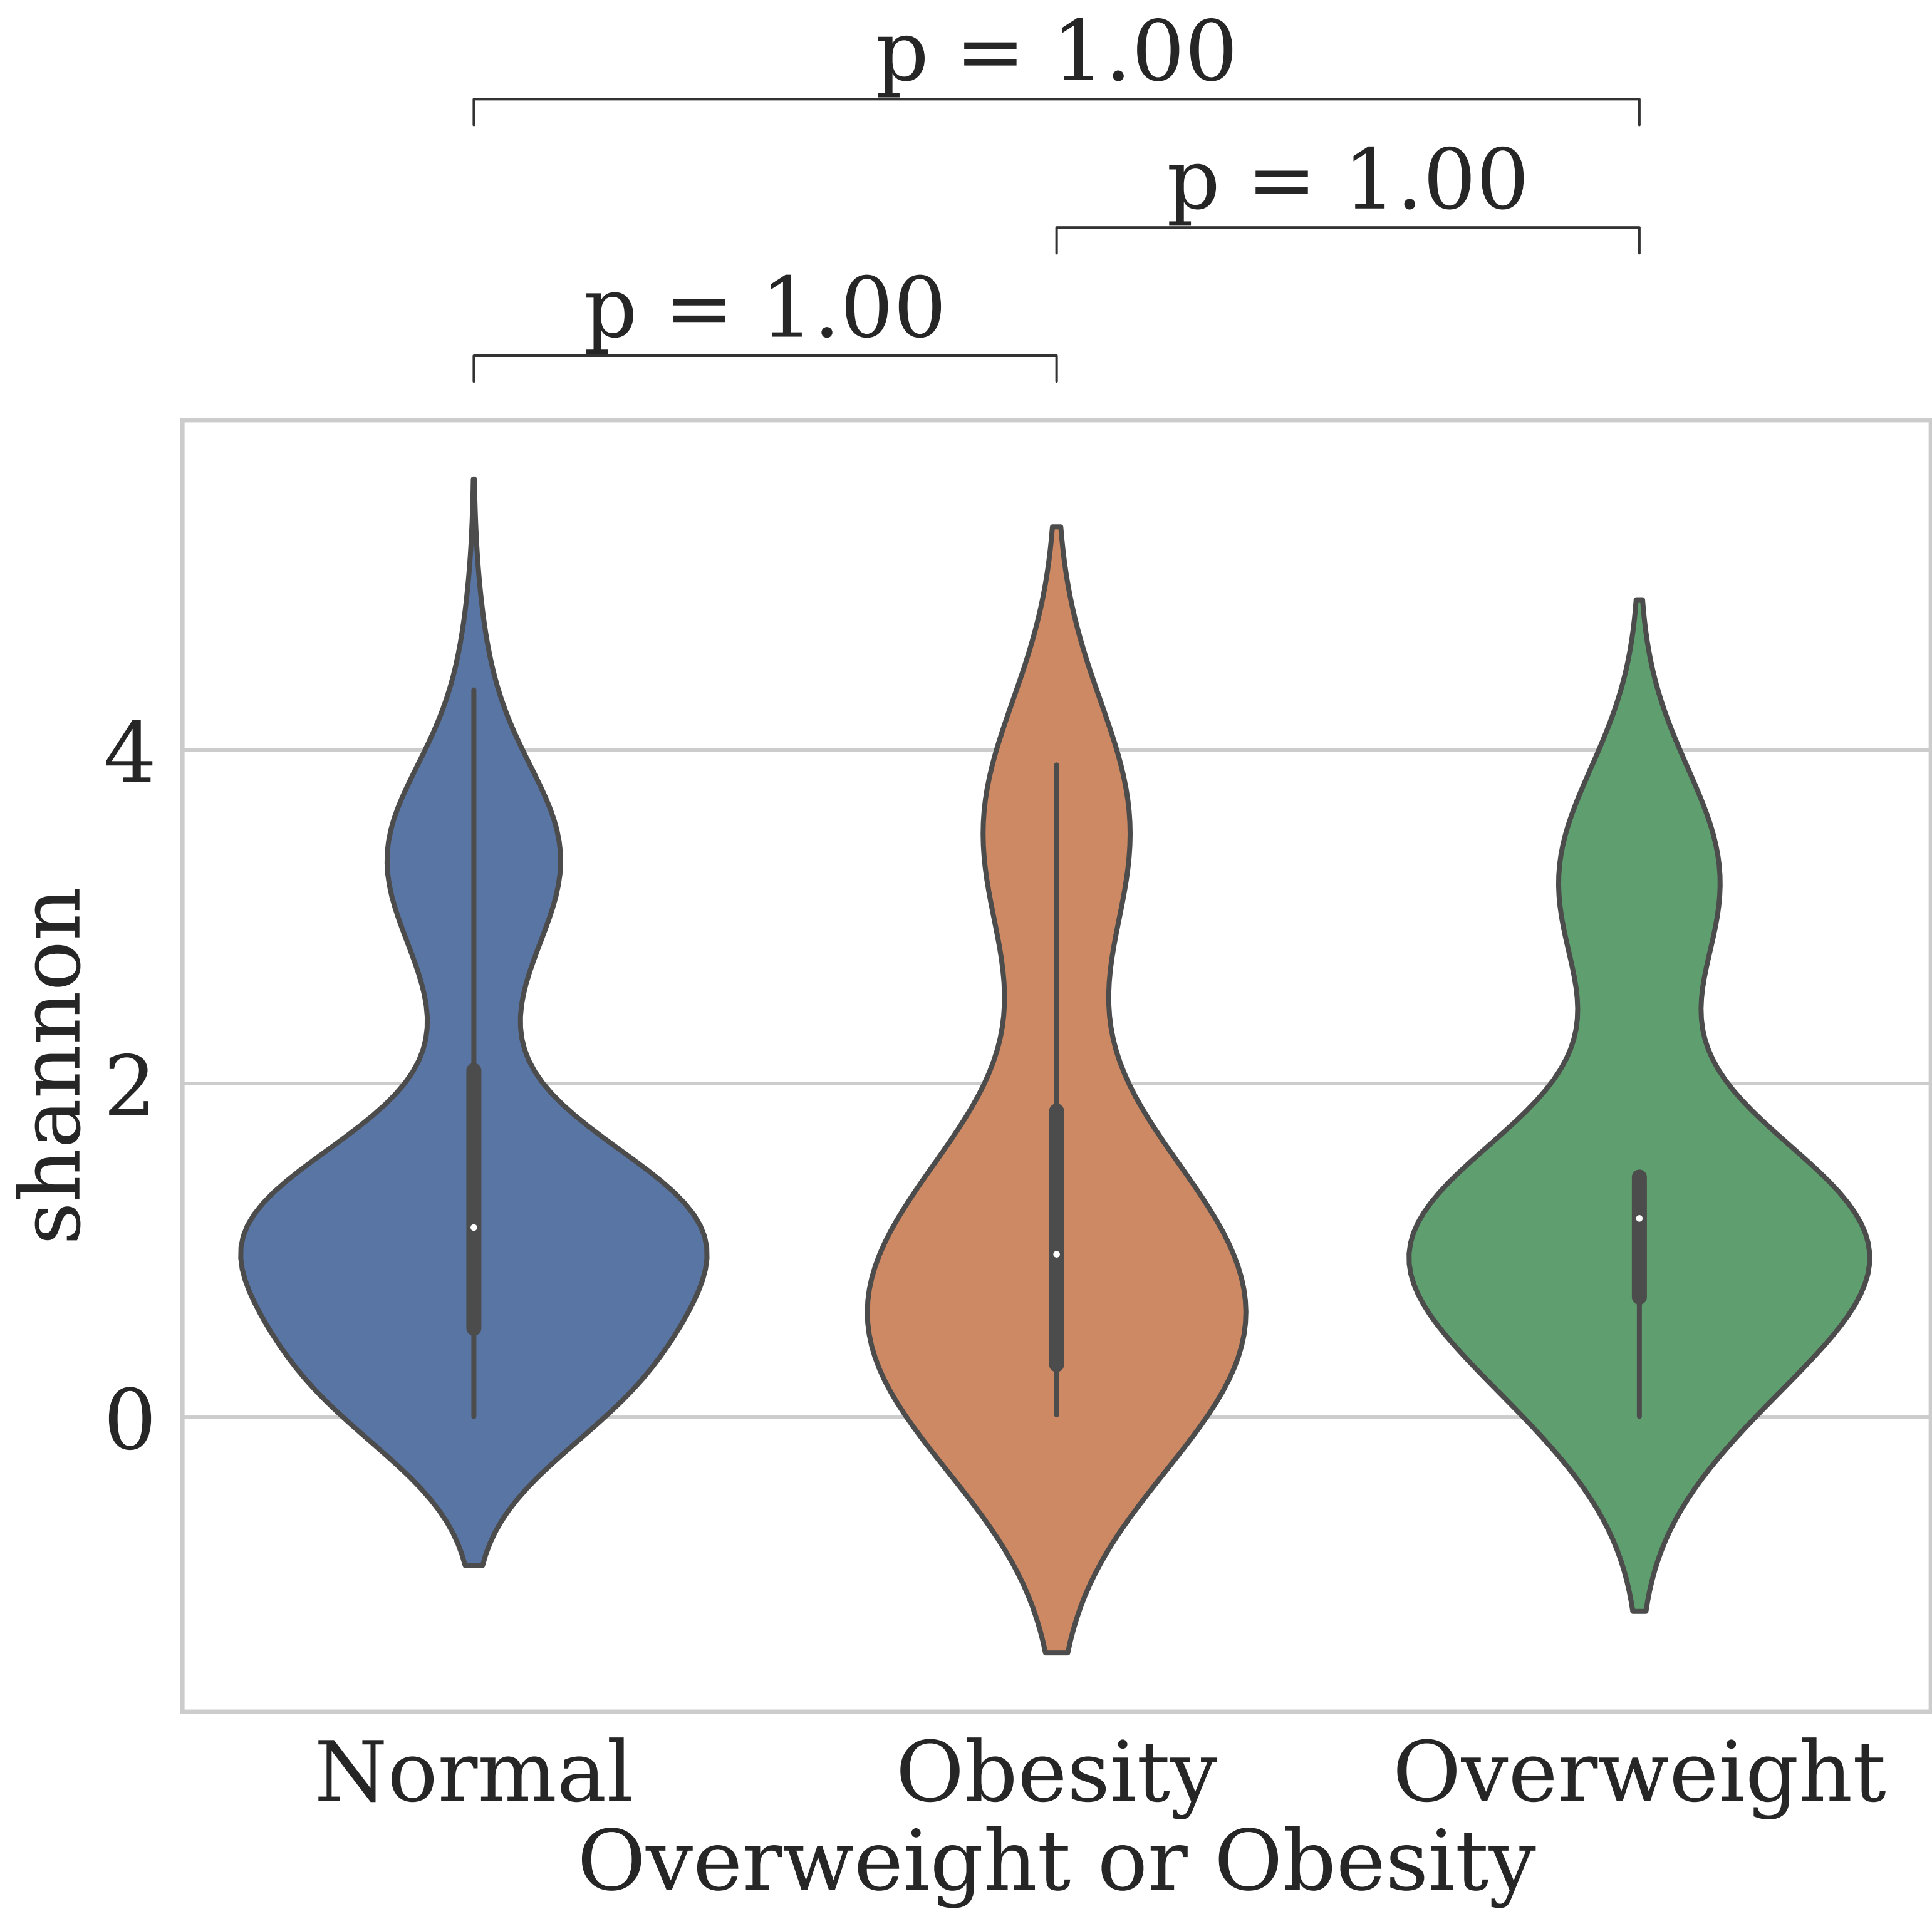 p = 1.00
p = 1.00
p = 1.00
shannon
4
2
0
Normal Obesity Overweight
Overweight or Obesity